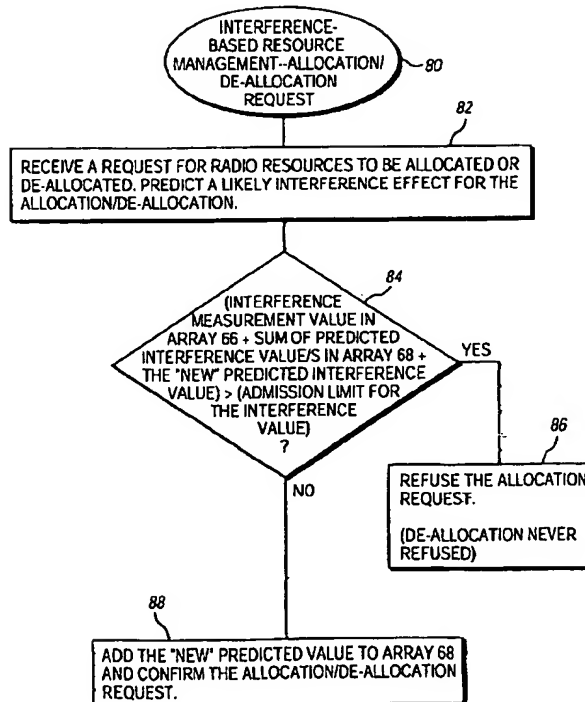 INTERFERENCE-
BASED RESOURCE
MANAGEMENT--ALLOCATION/
DE-ALLOCATION
REQUEST
80
82
RECEIVE A REQUEST FOR RADIO RESOURCES TO BE ALLOCATED OR
DE-ALLOCATED. PREDICT A LIKELY INTERFERENCE EFFECT FOR THE
ALLOCATION/DE-ALLOCATION.
84
(INTERFERENCE
MEASUREMENT VALUE IN
ARRAY 66 + SUM OF PREDICTED
INTERFERENCE VALUE/S IN ARRAY 68 +
THE "NEW" PREDICTED INTERFERENCE
VALUE) > (ADMISSION LIMIT FOR
THE INTERFERENCE
VALUE)
?
YES
86
REFUSE THE ALLOCATION
REQUEST.
(DE-ALLOCATION NEVER
REFUSED)
NO
88
ADD THE "NEW" PREDICTED VALUE TO ARRAY 68
AND CONFIRM THE ALLOCATION/DE-ALLOCATION
REQUEST.